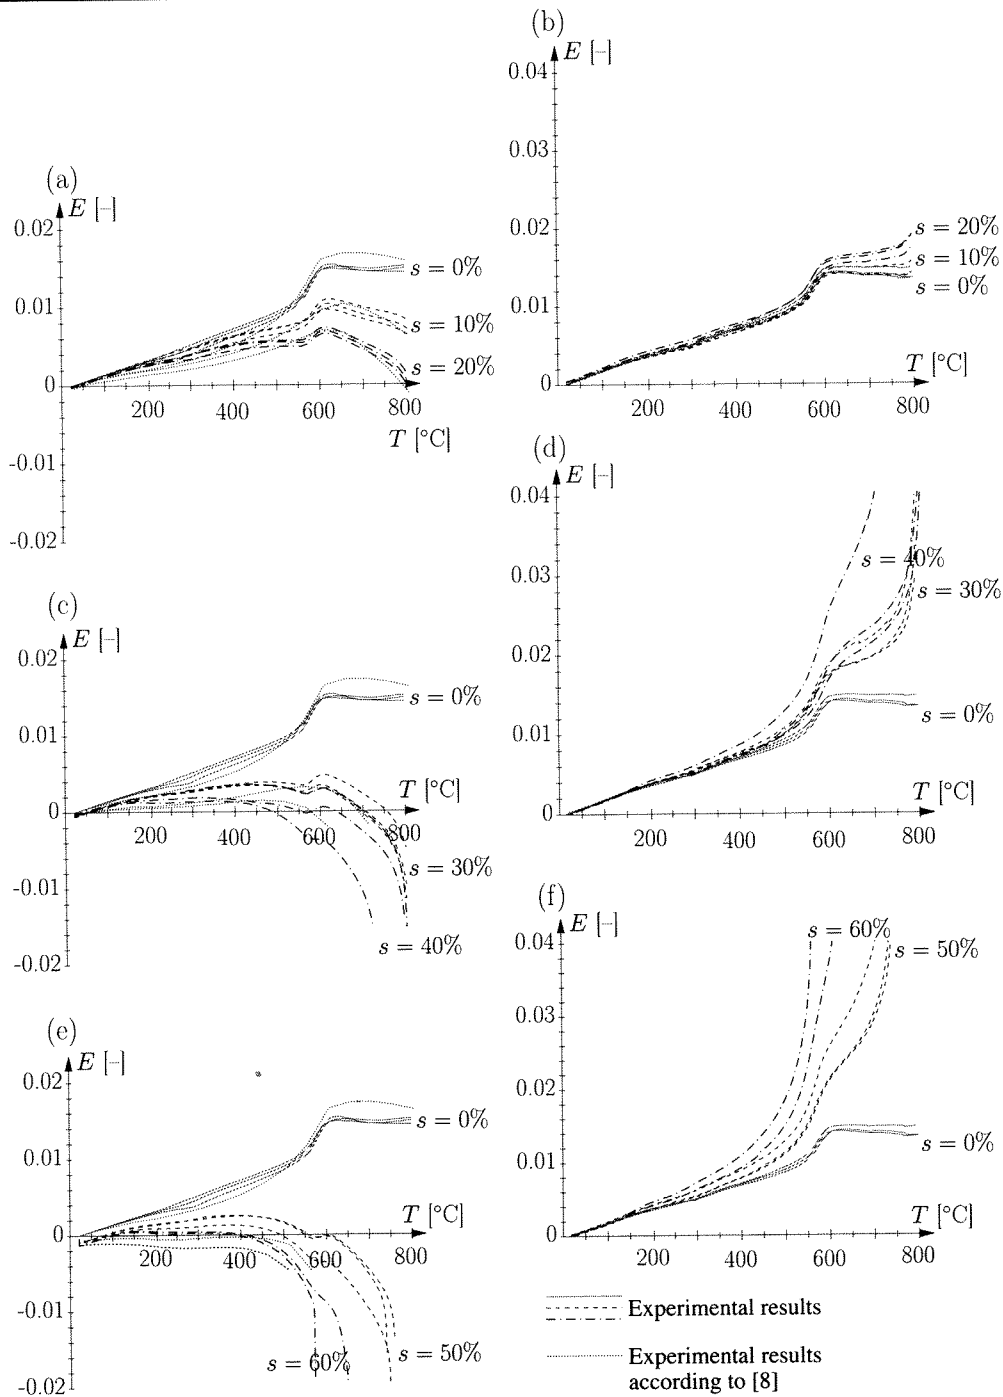 (a)
E [–]
0.02
0.01
0
-0.01
-0.02
200 400 600 800
T [°C]
s = 0%
s = 10%
s = 20%
(b)
E [–]
0.04
0.03
0.02
0.01
0
200 400 600 800
T [°C]
s = 20%
s = 10%
s = 0%
(c)
E [–]
0.02
0.01
0
-0.01
-0.02
200 400 600 800
T [°C]
s = 0%
s = 30%
s = 40%
(d)
E [–]
0.04
0.03
0.02
0.01
0
200 400 600 800
T [°C]
s = 40%
s = 30%
s = 0%
(e)
E [–]
0.02
0.01
0
-0.01
-0.02
200 400 600 800
T [°C]
s = 0%
s = 60%
s = 50%
(f)
E [–]
0.04
0.03
0.02
0.01
0
200 400 600 800
T [°C]
s = 60%
s = 50%
s = 0%
Experimental results
Experimental results
according to [8]